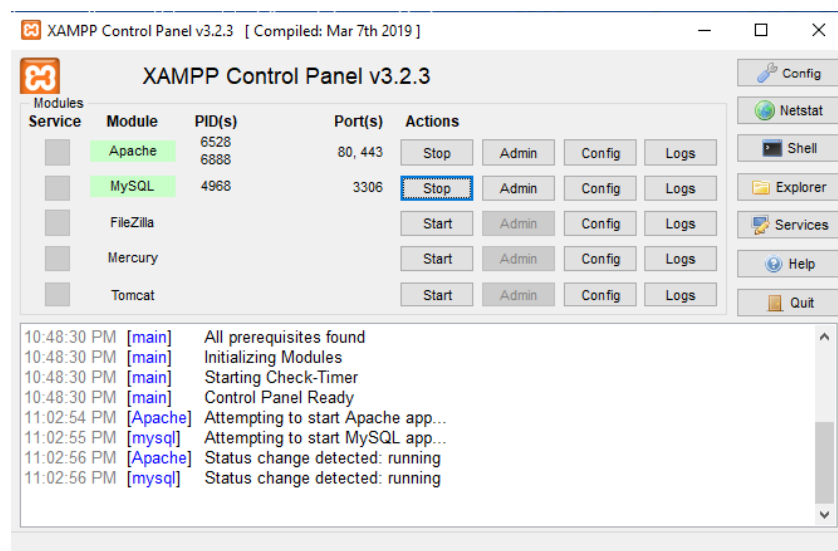 XAMPP Control Panel v3.2.3 [ Compiled: Mar 7th 2019 ]
XAMPP Control Panel v3.2.3
Config
Modules
Netstat
Service Module PID(s) Port(s) Actions
Apache 6528 6888 80, 443 Stop Admin Config Logs
Shell
MySQL 4968 3306 Stop Admin Config Logs
Explorer
FileZilla Start Admin Config Logs
Services
Mercury Start Admin Config Logs
Help
Tomcat Start Admin Config Logs
Quit
10:48:30 PM [main] All prerequisites found
10:48:30 PM [main] Initializing Modules
10:48:30 PM [main] Starting Check-Timer
10:48:30 PM [main] Control Panel Ready
11:02:54 PM [Apache] Attempting to start Apache app...
11:02:55 PM [mysql] Attempting to start MySQL app...
11:02:56 PM [Apache] Status change detected: running
11:02:56 PM [mysql] Status change detected: running